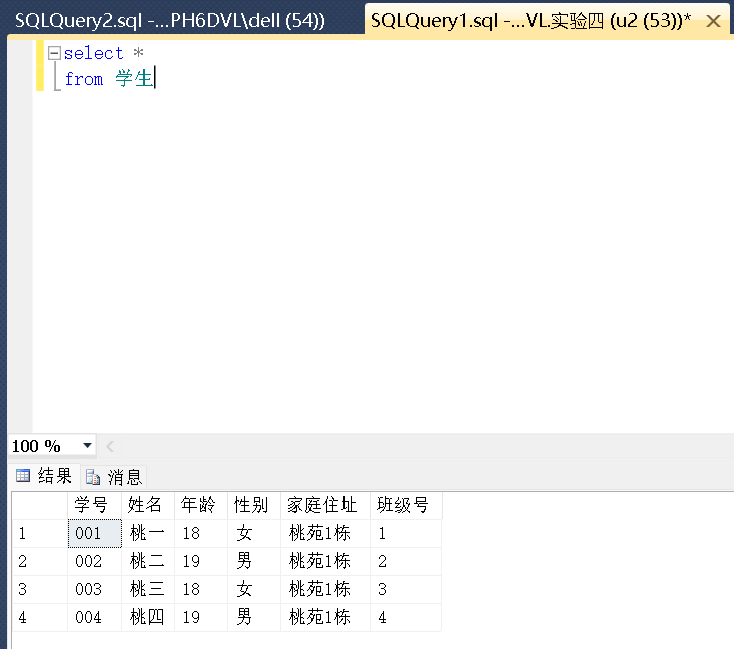 SQLQuery2.sql -...PH6DVL\dell (54))
SQLQuery1.sql -...VL.实验四 (u2 (53))*
select *
from 学生
100 %
结果 消息
学号 姓名 年龄 性别 家庭住址 班级号
1 001 桃一 18 女 桃苑1栋 1
2 002 桃二 19 男 桃苑1栋 2
3 003 桃三 18 女 桃苑1栋 3
4 004 桃四 19 男 桃苑1栋 4